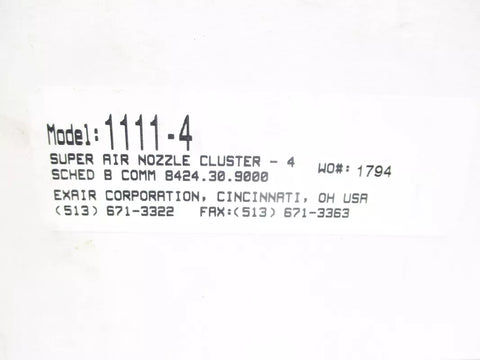 Model: 1111-4
SUPER AIR NOZZLE CLUSTER - 4
SCHED B COMM 8424.30.9000 WO#: 1794
EXAIR CORPORATION, CINCINNATI, OH USA
(513) 671-3322 FAX:(513) 671-3363